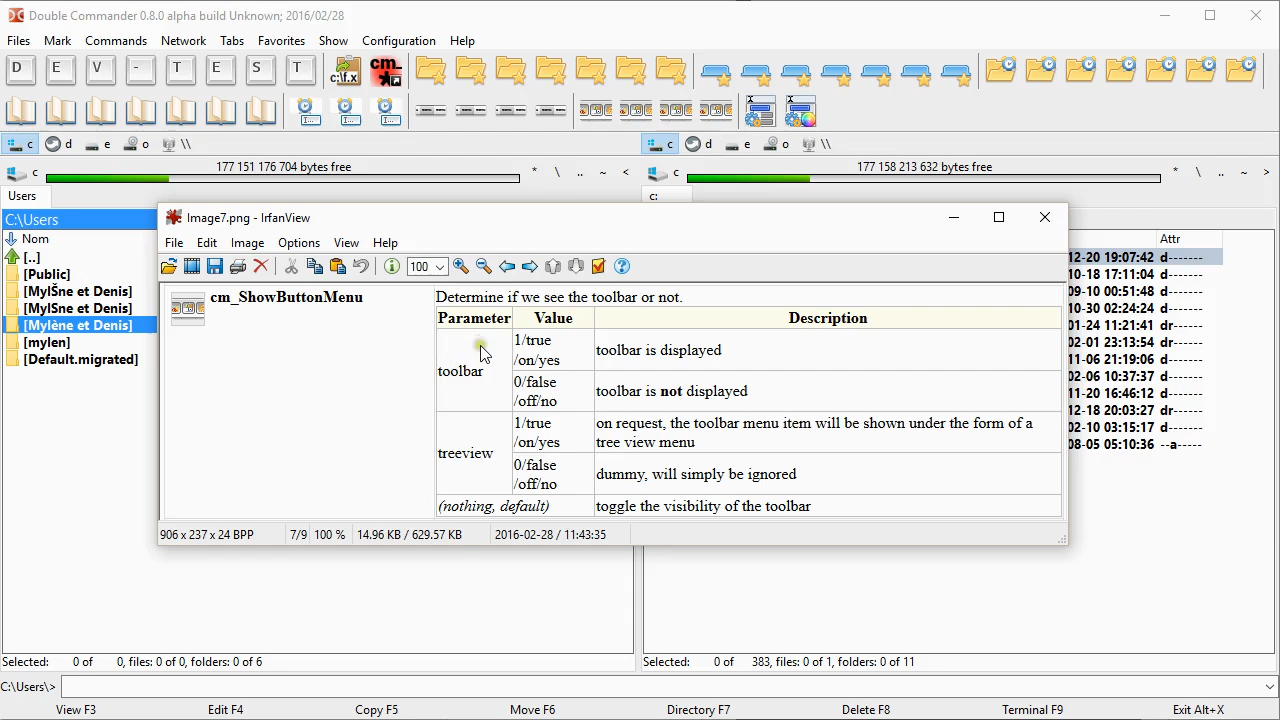 Double Commander 0.8.0 alpha build Unknown; 2016/02/28
Files Mark Commands Network Tabs Favorites Show Configuration Help
D E V - T E S T c:\f.x cm_
c d e o \\ c d e o \\
c 177 151 176 704 bytes free * \ .. ~ < c 177 158 213 632 bytes free * \ .. ~ >
Users c:
C:\Users
Nom Attr
[..] 12-20 19:07:42 d-------
[Public] 10-18 17:11:04 d-------
[MylŠne et Denis] 09-10 00:51:48 d-------
[MylSne et Denis] 10-30 02:24:24 d-------
[Mylène et Denis] 01-24 11:21:41 dr------
[mylen] 02-01 23:13:54 dr------
[Default.migrated] 11-06 21:19:06 d-------
02-06 10:37:37 d-------
11-20 16:46:12 d-------
12-18 20:03:27 dr------
02-10 03:15:17 d-------
08-05 05:10:36 --a-----
Image7.png - IrfanView
File Edit Image Options View Help
100
cm_ShowButtonMenu Determine if we see the toolbar or not.
Parameter Value Description
toolbar
1/true
/on/yes
toolbar is displayed
0/false
/off/no
toolbar is not displayed
treeview
1/true
/on/yes
on request, the toolbar menu item will be shown under the form of a
tree view menu
0/false
/off/no
dummy, will simply be ignored
(nothing, default) toggle the visibility of the toolbar
906 x 237 x 24 BPP 7/9 100 % 14.96 KB / 629.57 KB 2016-02-28 / 11:43:35
Selected: 0 of 0, files: 0 of 0, folders: 0 of 6 Selected: 0 of 383, files: 0 of 1, folders: 0 of 11
C:\Users\>
View F3 Edit F4 Copy F5 Move F6 Directory F7 Delete F8 Terminal F9 Exit Alt+X